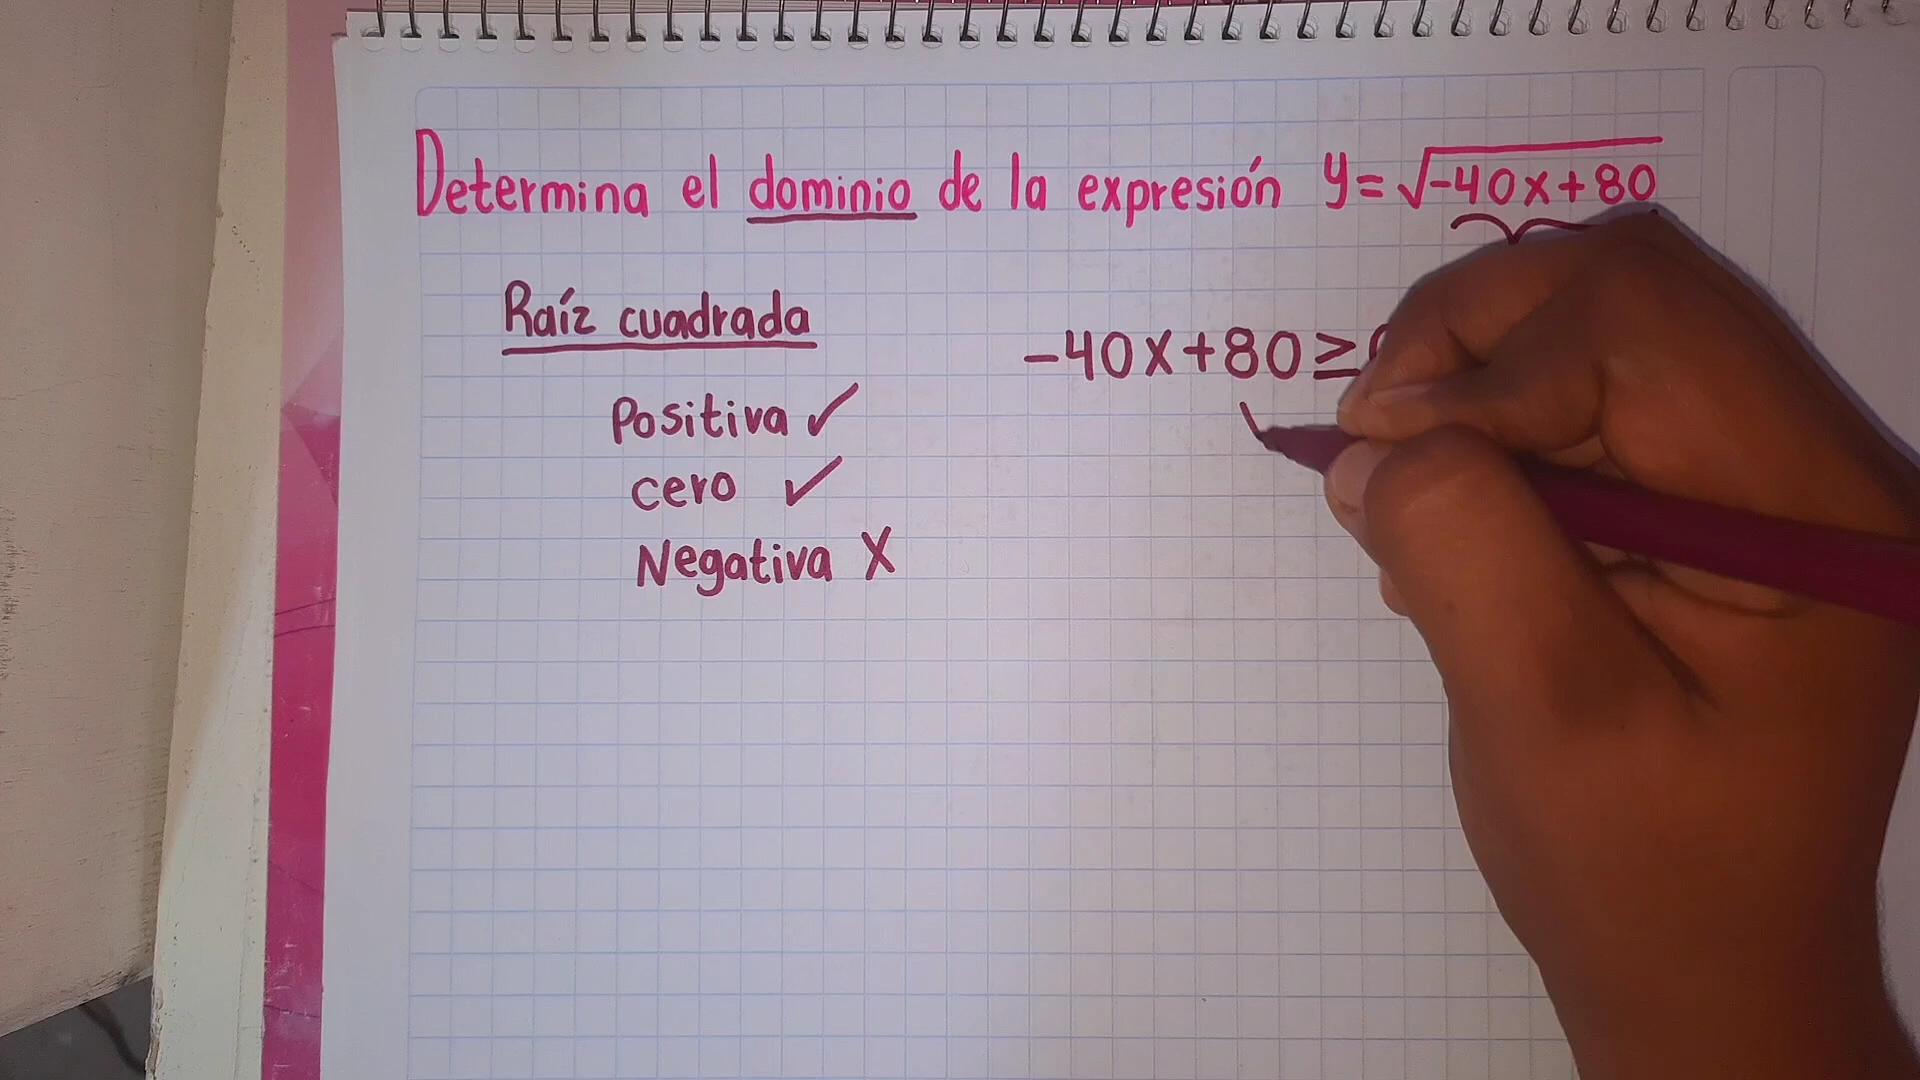 Determina el dominio de la expresión y=√-40x+80
Raíz cuadrada
-40x+80≥
Positiva ✓
cero ✓
Negativa X